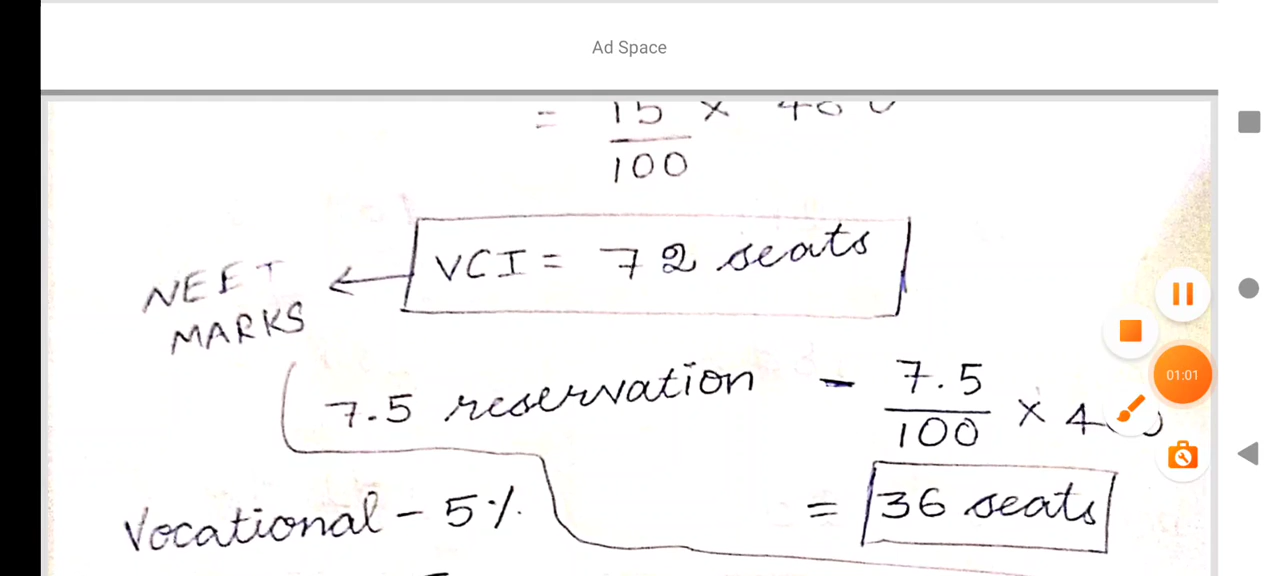 Ad Space
= 15 ×
100
VCI = 72 seats
NEET
MARKS
7.5 reservation - 7.5
100 × 4
= 36 seats
01:01
Vocational - 5%